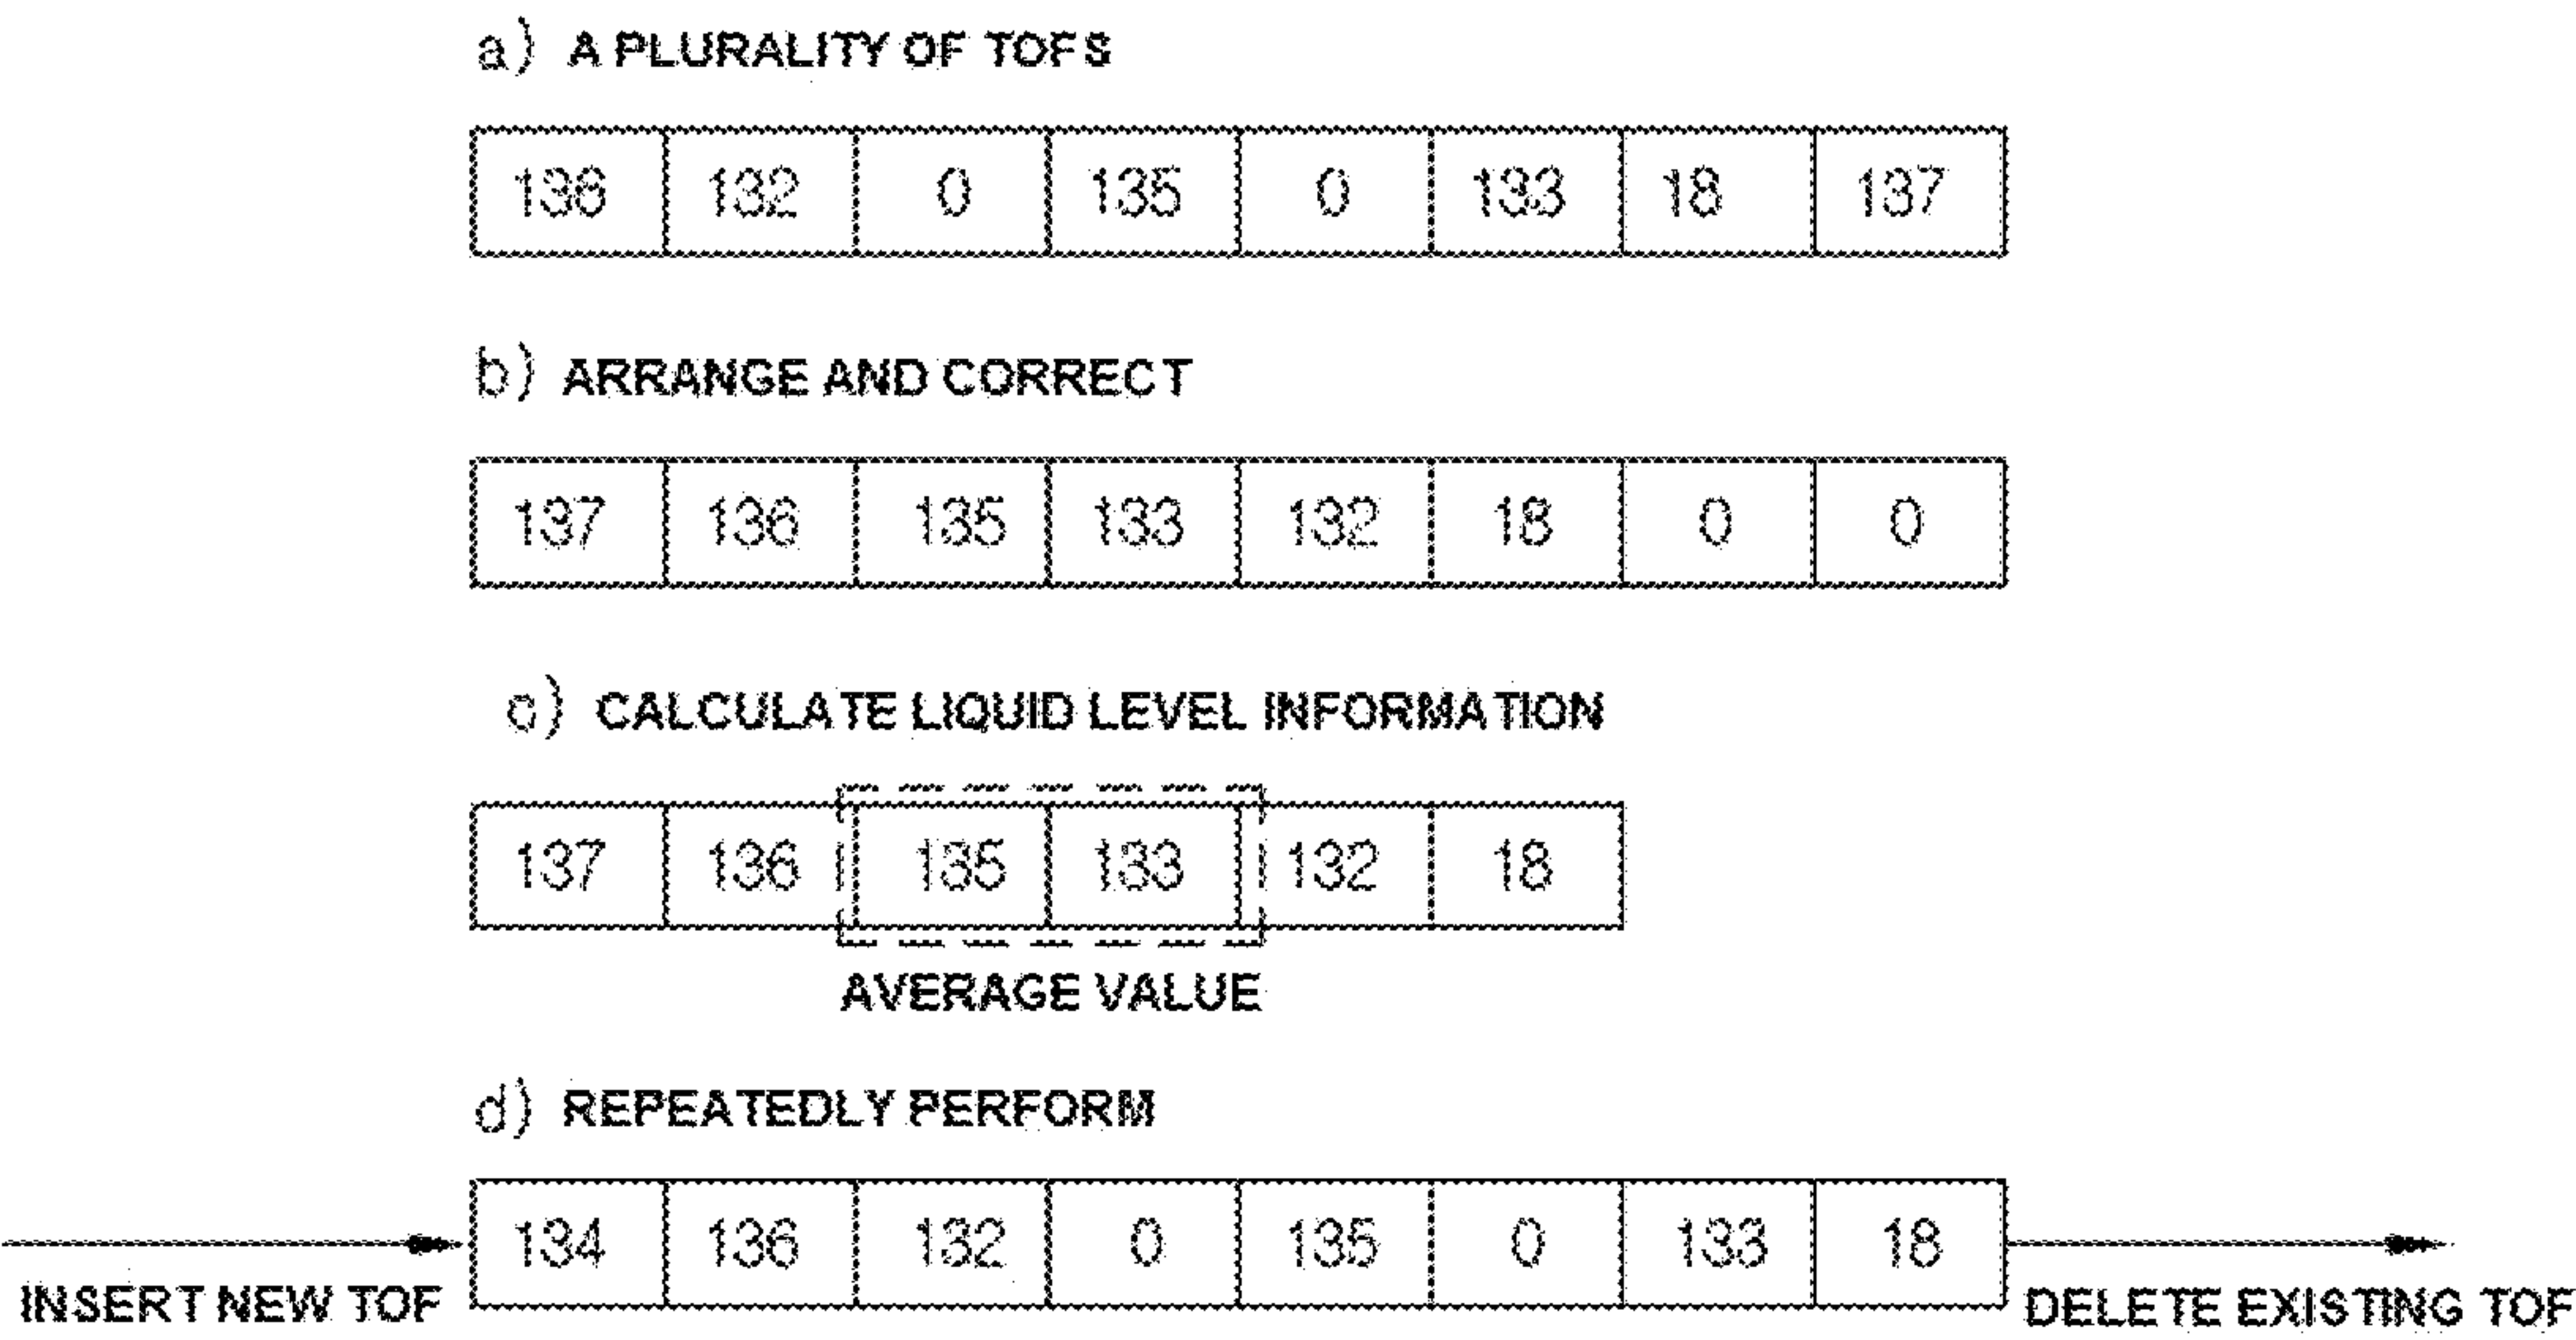 a) A PLURALITY OF TOFS
136 132 0 135 0 133 18 137
b) ARRANGE AND CORRECT
137 136 135 133 132 18 0 0
c) CALCULATE LIQUID LEVEL INFORMATION
137 136 135 133 132 18
AVERAGE VALUE
d) REPEATEDLY PERFORM
134 136 132 0 135 0 133 18
INSERT NEW TOF DELETE EXISTING TOF